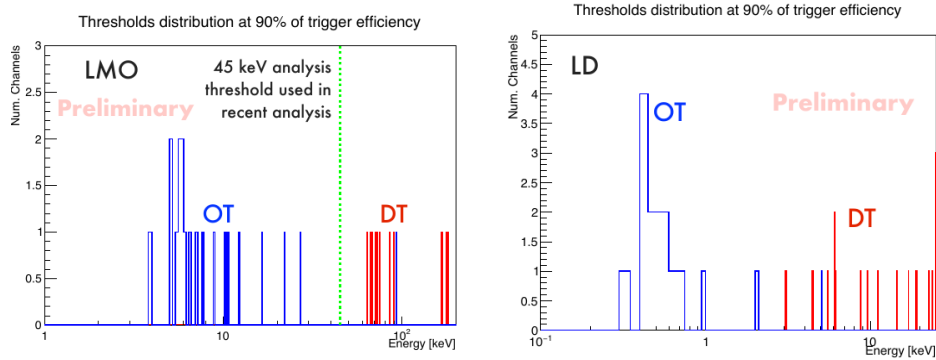 Thresholds distribution at 90% of trigger efficiency
Num. Channels
3
2.5
2
1.5
1
0.5
0
LMO
Preliminary
45 keV analysis
threshold used in
recent analysis
OT
DT
1
10
10²
Energy [keV]
Thresholds distribution at 90% of trigger efficiency
Num. Channels
5
4.5
4
3.5
3
2.5
2
1.5
1
0.5
0
LD
Preliminary
OT
DT
10⁻¹
1
10
Energy [keV]